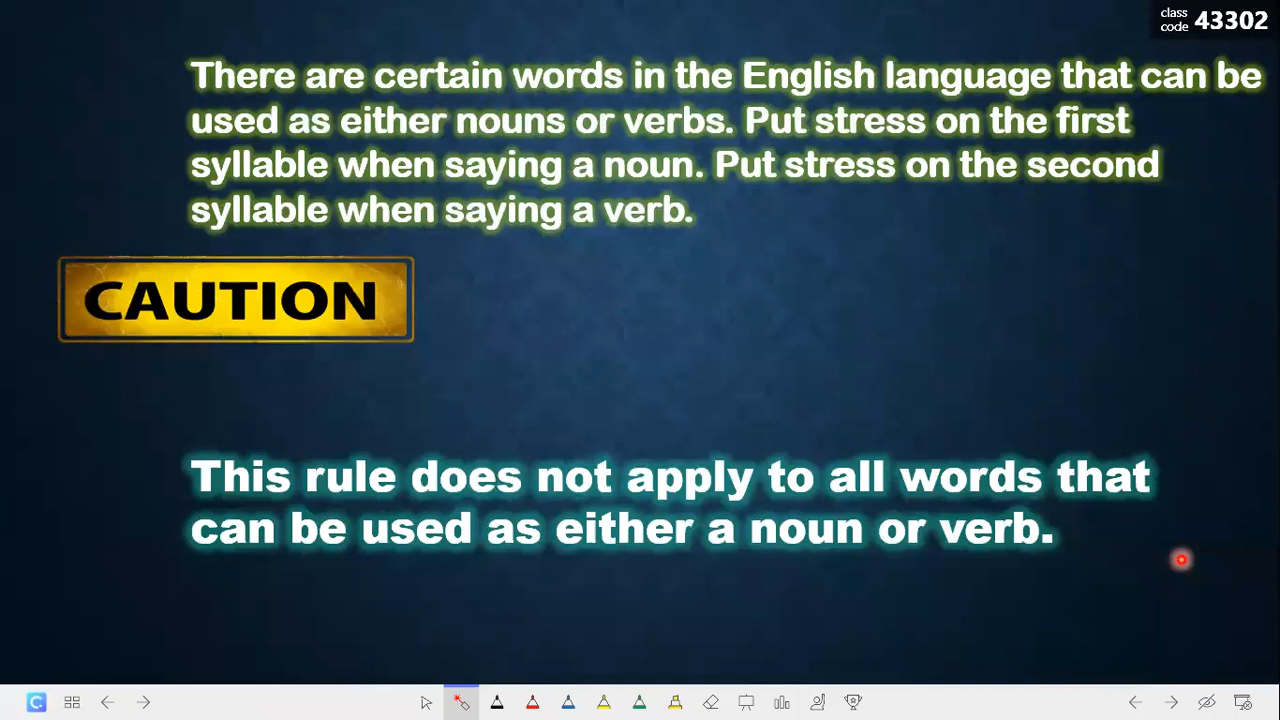 class
code 43302
There are certain words in the English language that can be
used as either nouns or verbs. Put stress on the first
syllable when saying a noun. Put stress on the second
syllable when saying a verb.
CAUTION
This rule does not apply to all words that
can be used as either a noun or verb.
C